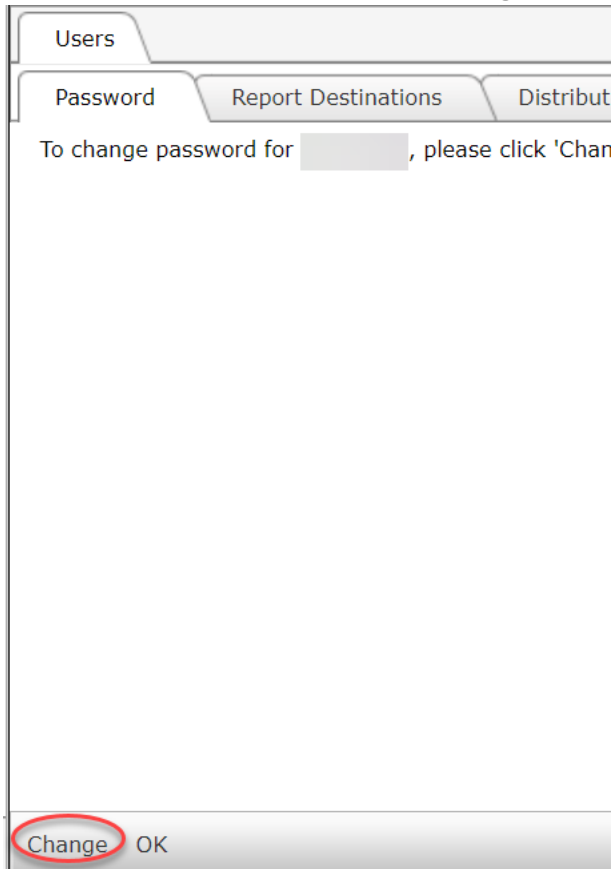 Users
Password Report Destinations Distribut
To change password for , please click 'Chan
Change OK